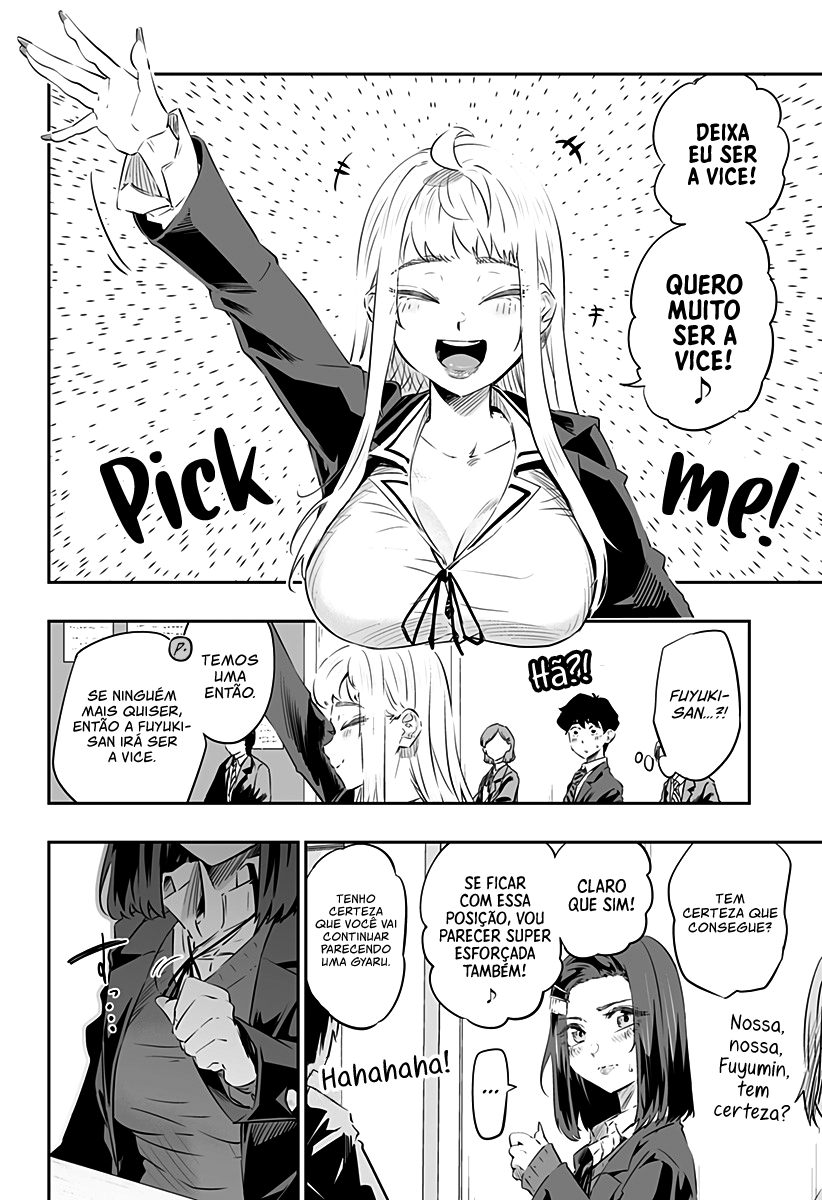 DEIXA
EU SER
A VICE!
QUERO
MUITO
SER A
VICE!
♪
Pick
me!
FUYUKI-
SAN...?!
Hã?!
TEMOS
UMA
ENTÃO.
P.
SE NINGUÉM
MAIS QUISER,
ENTÃO A FUYUKI-
SAN IRÁ SER
A VICE.
TEM
CERTEZA QUE
CONSEGUE?
Nossa,
nossa,
Fuyumin,
tem
certeza?
CLARO
QUE SIM!
SE FICAR
COM ESSA
POSIÇÃO, VOU
PARECER SUPER
ESFORÇADA
TAMBÉM!
♪
...
TENHO
CERTEZA
QUE VOCÊ VAI
CONTINUAR
PARECENDO
UMA GYARU.
Hahahaha!